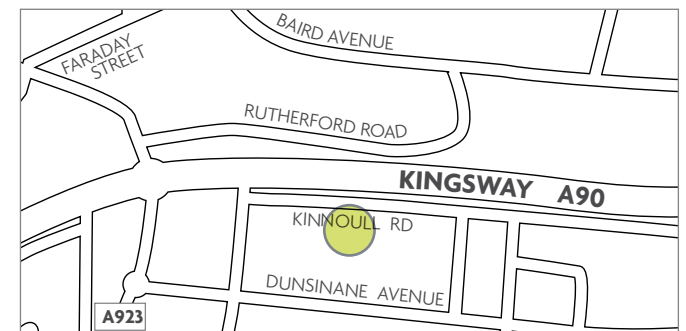 BAIRD AVENUE
FARADAY
STREET
RUTHERFORD ROAD
KINGSWAY A90
KINNOULL RD
DUNSINANE AVENUE
A923